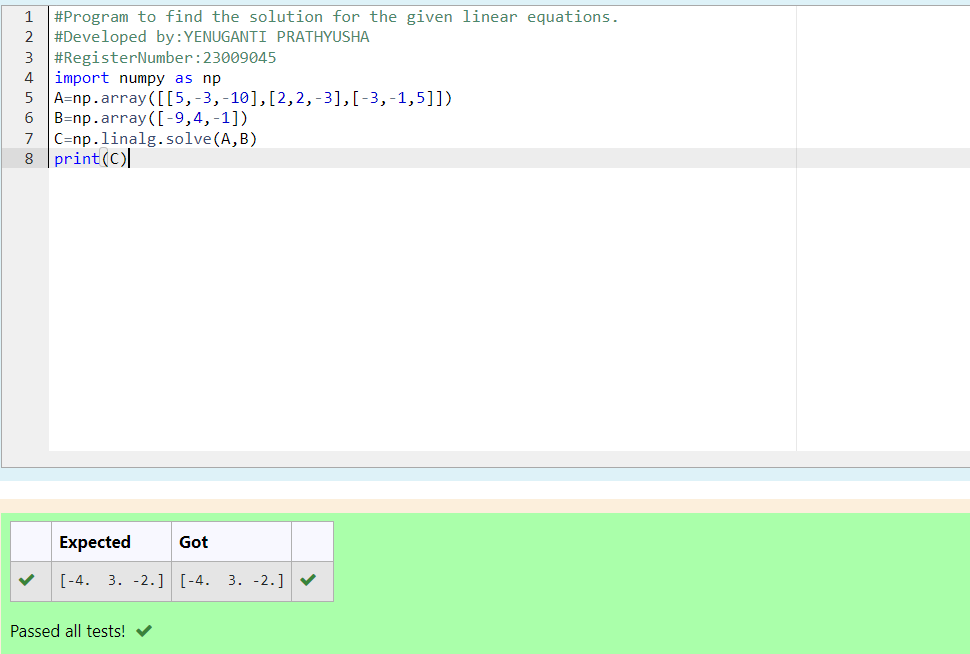 1 #Program to find the solution for the given linear equations.
2 #Developed by:YENUGANTI PRATHYUSHA
3 #RegisterNumber:23009045
4 import numpy as np
5 A=np.array([[5,-3,-10],[2,2,-3],[-3,-1,5]])
6 B=np.array([-9,4,-1])
7 C=np.linalg.solve(A,B)
8 print(C)
Expected Got
[-4.  3. -2.] [-4.  3. -2.]
Passed all tests!